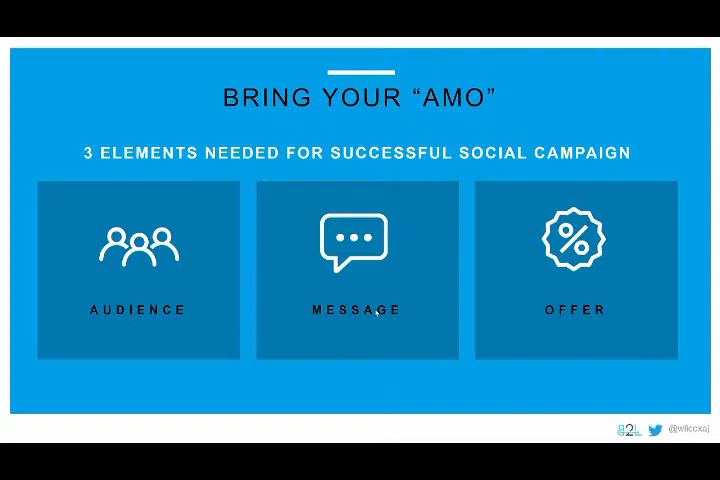 BRING YOUR “AMO”
3 ELEMENTS NEEDED FOR SUCCESSFUL SOCIAL CAMPAIGN
AUDIENCE
MESSAGE
OFFER
@wilcoxaj